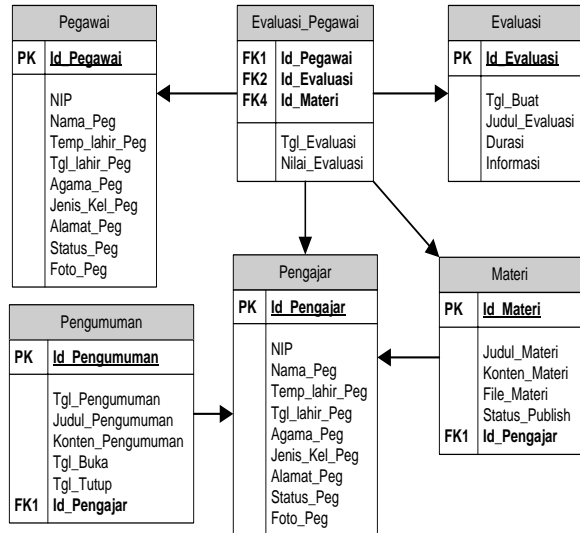 Pegawai
PK Id_Pegawai
NIP
Nama_Peg
Temp_lahir_Peg
Tgl_lahir_Peg
Agama_Peg
Jenis_Kel_Peg
Alamat_Peg
Status_Peg
Foto_Peg
Evaluasi_Pegawai
FK1 Id_Pegawai
FK2 Id_Evaluasi
FK4 Id_Materi
Tgl_Evaluasi
Nilai_Evaluasi
Evaluasi
PK Id_Evaluasi
Tgl_Buat
Judul_Evaluasi
Durasi
Informasi
Pengumuman
PK Id_Pengumuman
Tgl_Pengumuman
Judul_Pengumuman
Konten_Pengumuman
Tgl_Buka
Tgl_Tutup
FK1 Id_Pengajar
Pengajar
PK Id_Pengajar
NIP
Nama_Peg
Temp_lahir_Peg
Tgl_lahir_Peg
Agama_Peg
Jenis_Kel_Peg
Alamat_Peg
Status_Peg
Foto_Peg
Materi
PK Id_Materi
Judul_Materi
Konten_Materi
File_Materi
Status_Publish
FK1 Id_Pengajar